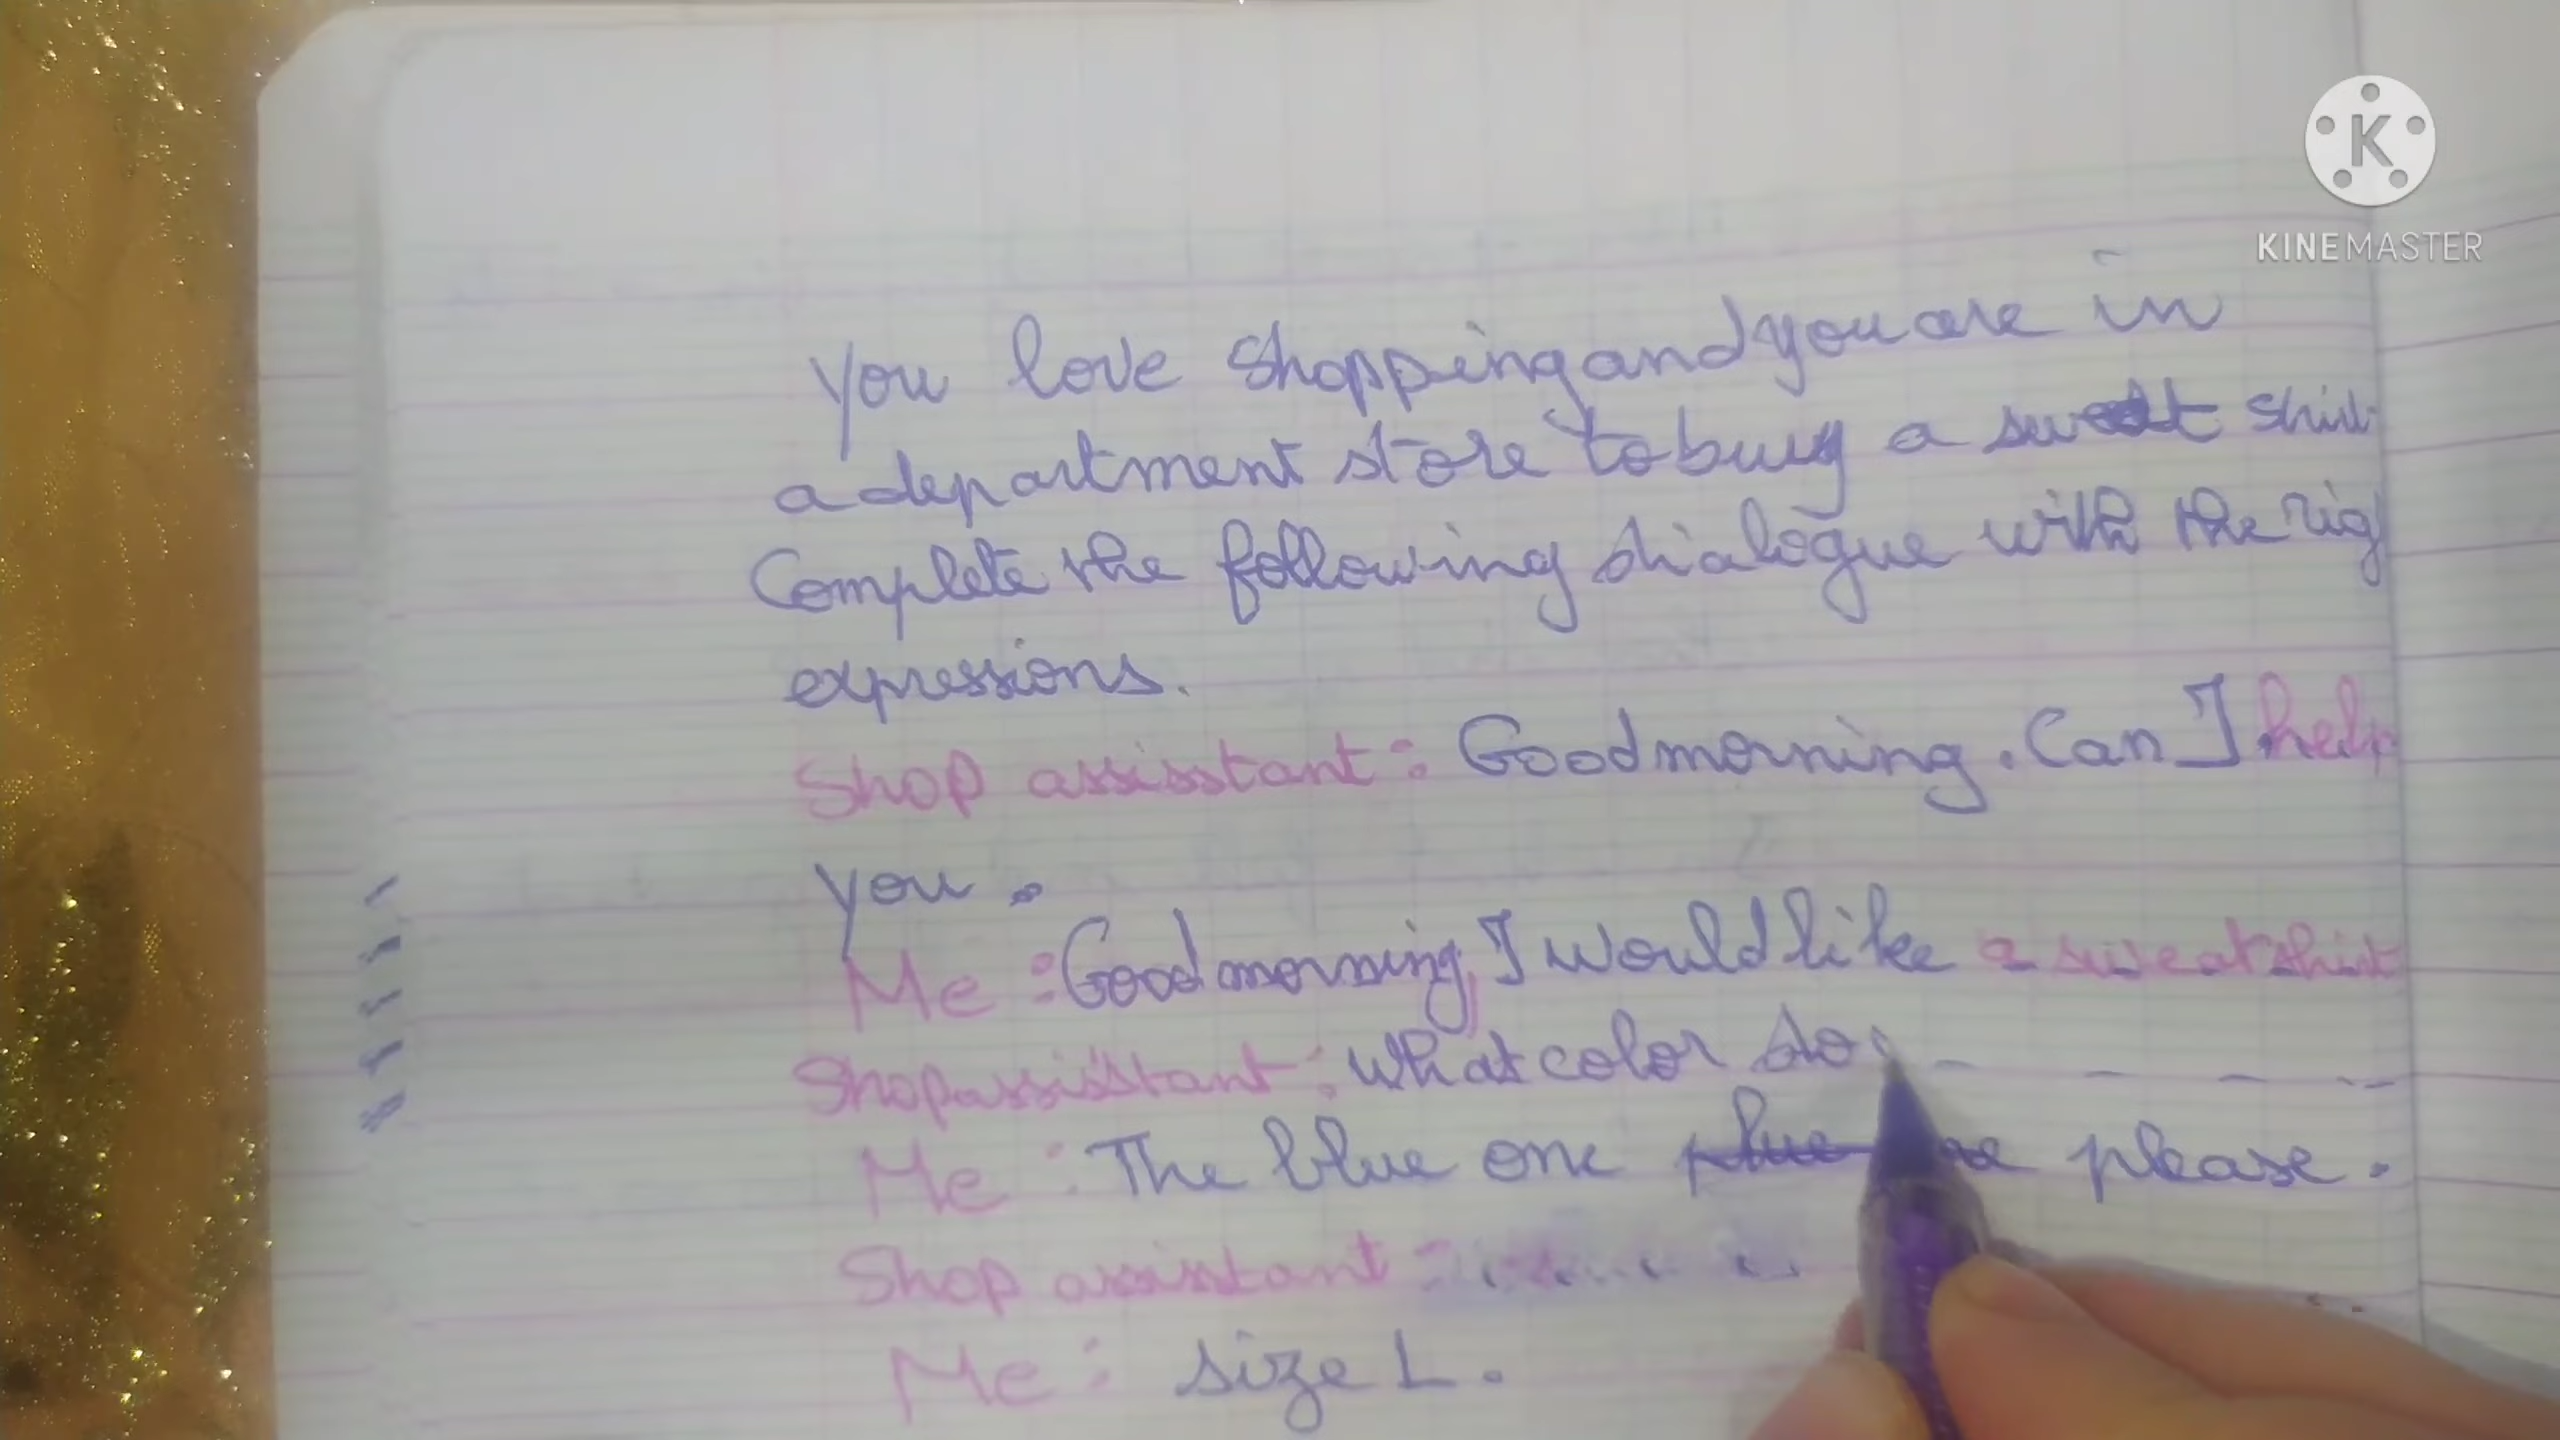 K
KINEMASTER
you love shopping and you are in
a department store to buy a sweat shirt
Complete the following dialogue with the rig
expressions.
Shop assistant: Good morning. Can I help
you.
Me: Good morning, I would like a sweatshirt
Shop assistant: what color do
Me: The blue one please.
Shop assistant:
Me: size L.